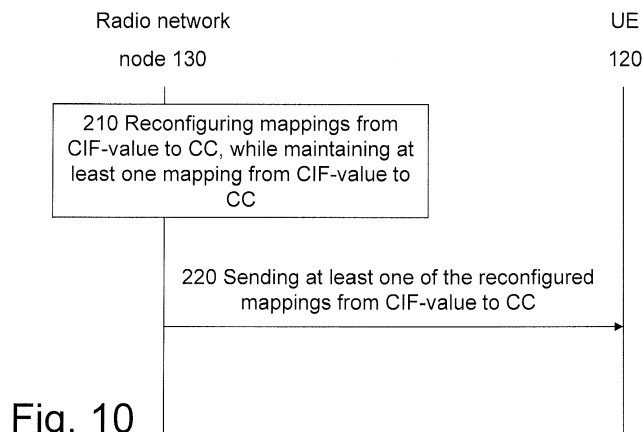 Radio network
node 130
UE
120
210 Reconfiguring mappings from
CIF-value to CC, while maintaining at
least one mapping from CIF-value to
CC
220 Sending at least one of the reconfigured
mappings from CIF-value to CC
Fig. 10